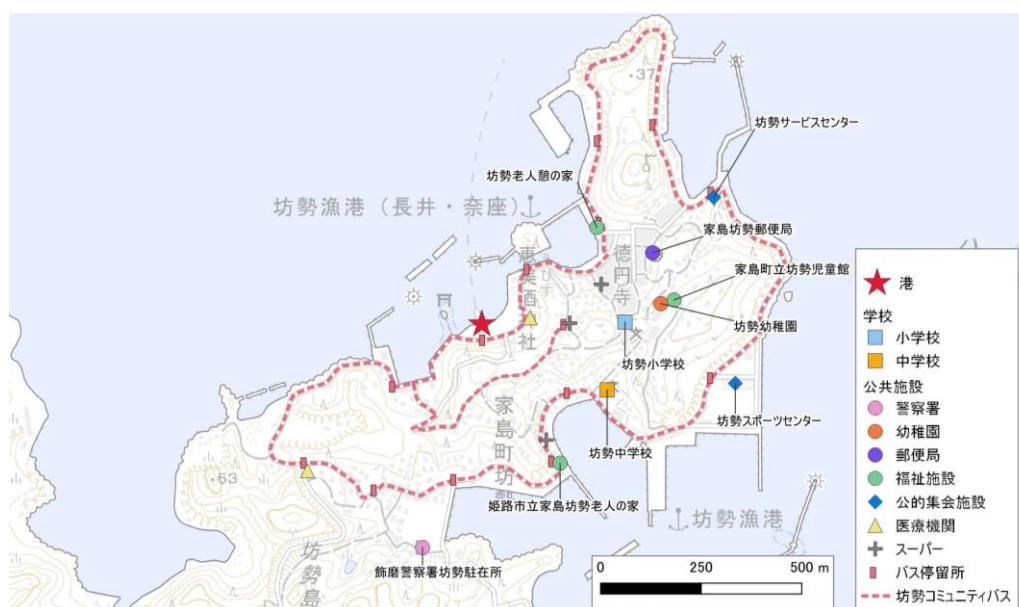 ・37
坊勢サービスセンター
坊勢老人憩の家
坊勢漁港（長井・奈座）
家島坊勢郵便局
徳円寺
家島町立坊勢児童館
恵美酒神社
えびす
坊勢幼稚園
坊勢小学校
坊勢スポーツセンター
家島町坊勢
坊勢中学校
・63
姫路市立家島坊勢老人の家
坊勢漁港
飾磨警察署坊勢駐在所
坊勢島
0 250 500 m
港
学校
小学校
中学校
公共施設
警察署
幼稚園
郵便局
福祉施設
公的集会施設
医療機関
スーパー
バス停留所
坊勢コミュニティバス